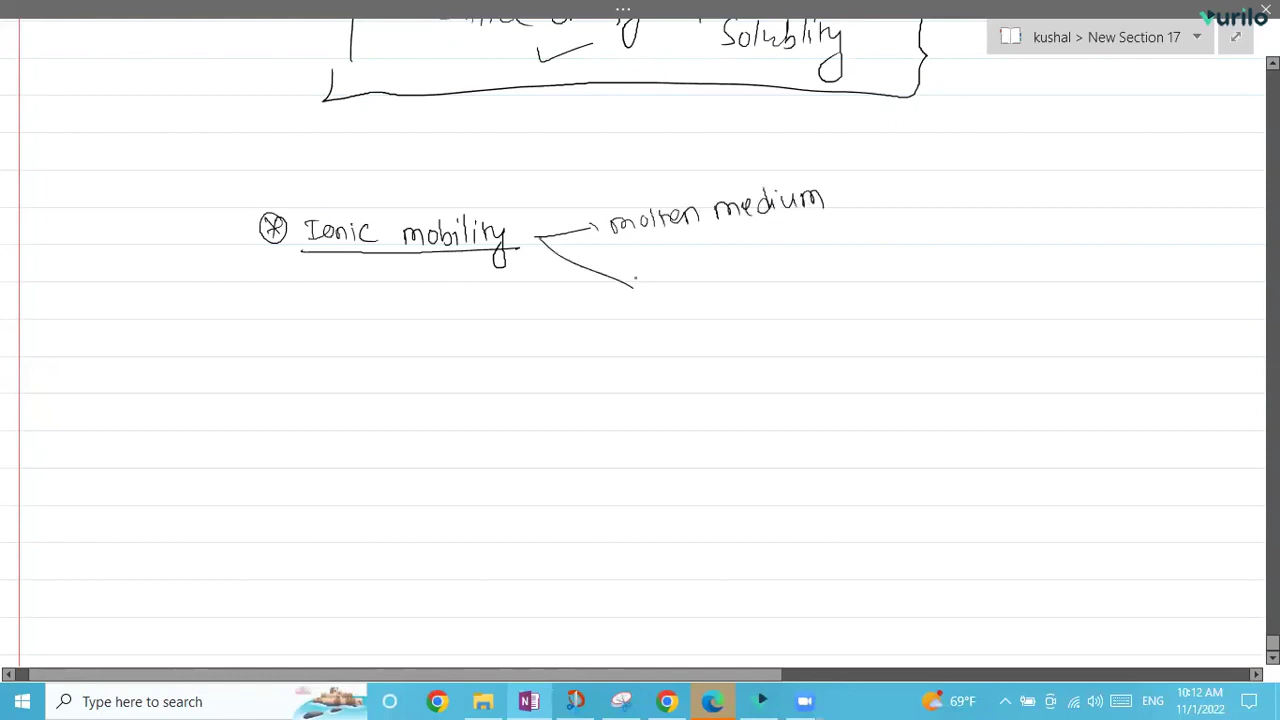 ...
vurilo
kushal > New Section 17
Solublity
Ionic mobility
molten medium
Type here to search
69°F
ENG
10:12 AM
11/1/2022